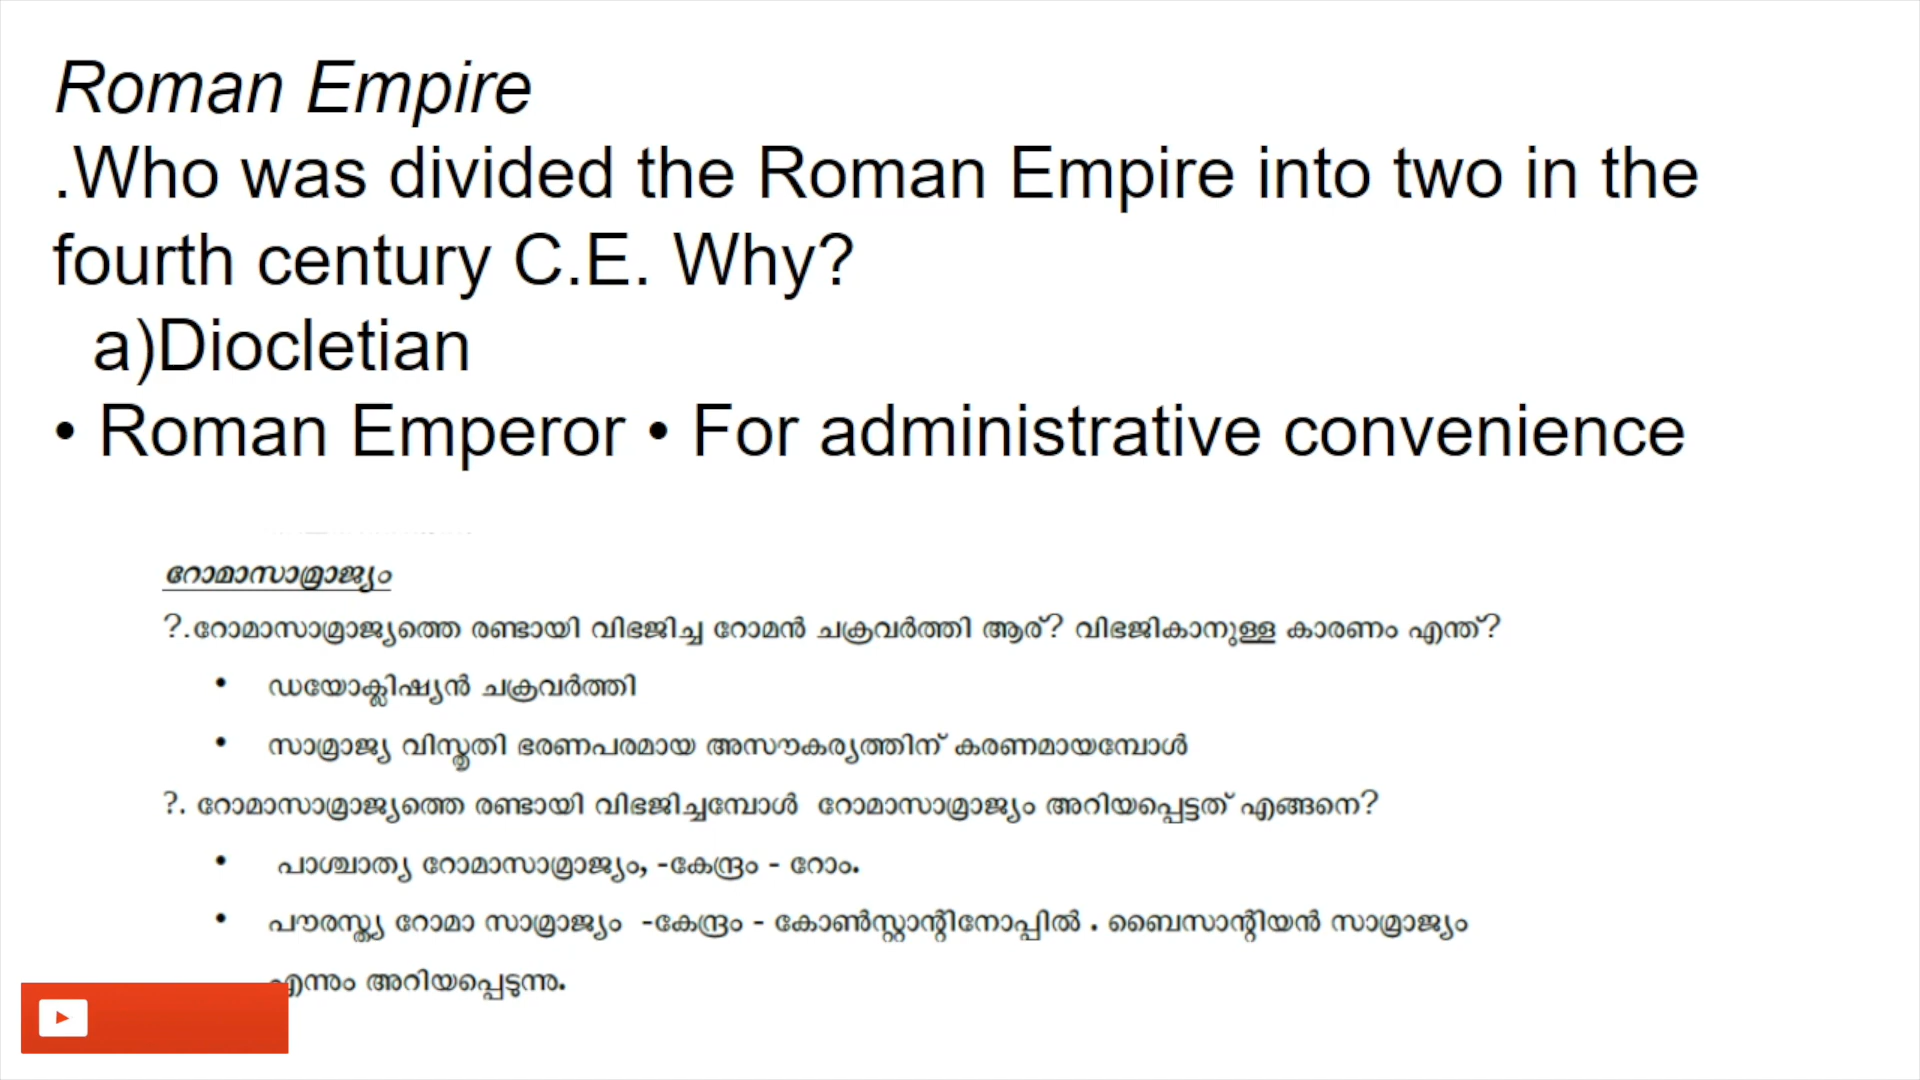 Roman Empire
.Who was divided the Roman Empire into two in the
fourth century C.E. Why?
a)Diocletian
• Roman Emperor • For administrative convenience
റോമാസാമ്രാജ്യം
?.റോമാസാമ്രാജ്യത്തെ രണ്ടായി വിഭജിച്ച റോമൻ ചക്രവർത്തി ആര്? വിഭജികാനുള്ള കാരണം എന്ത്?
• ഡയോക്ലിഷ്യൻ ചക്രവർത്തി
• സാമ്രാജ്യ വിസ്തൃതി ഭരണപരമായ അസൗകര്യത്തിന് കരണമായമ്പോൾ
?. റോമാസാമ്രാജ്യത്തെ രണ്ടായി വിഭജിച്ചമ്പോൾ റോമാസാമ്രാജ്യം അറിയപ്പെട്ടത് എങ്ങനെ?
• പാശ്ചാത്യ റോമാസാമ്രാജ്യം, -കേന്ദ്രം - റോം.
• പൗരസ്ത്യ റോമാ സാമ്രാജ്യം -കേന്ദ്രം - കോൺസ്റ്റാന്റിനോപ്പിൽ . ബൈസാന്റിയൻ സാമ്രാജ്യം
എന്നും അറിയപ്പെടുന്നു.